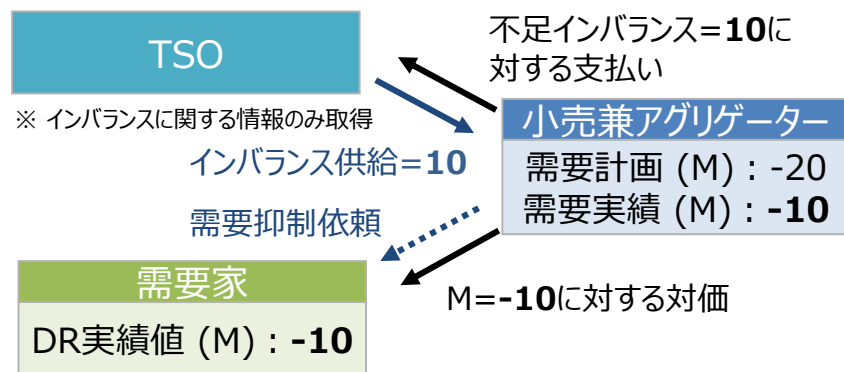 TSO
※ インバランスに関する情報のみ取得
不足インバランス=10に
対する支払い
小売兼アグリゲーター
需要計画 (M)：-20
需要実績 (M)：-10
インバランス供給=10
需要抑制依頼
需要家
DR実績値 (M)：-10
M=-10に対する対価